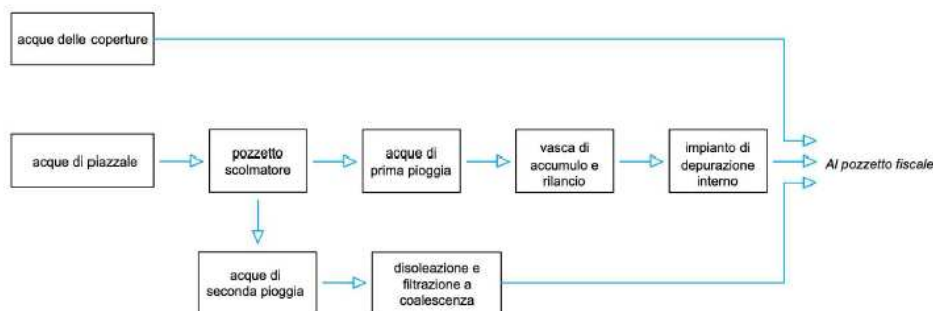 acque delle coperture
acque di piazzale
pozzetto
scolmatore
acque di
prima pioggia
vasca di
accumulo e
rilancio
impianto di
depurazione
interno
Al pozzetto fiscale
acque di
seconda pioggia
disoleazione e
filtrazione a
coalescenza